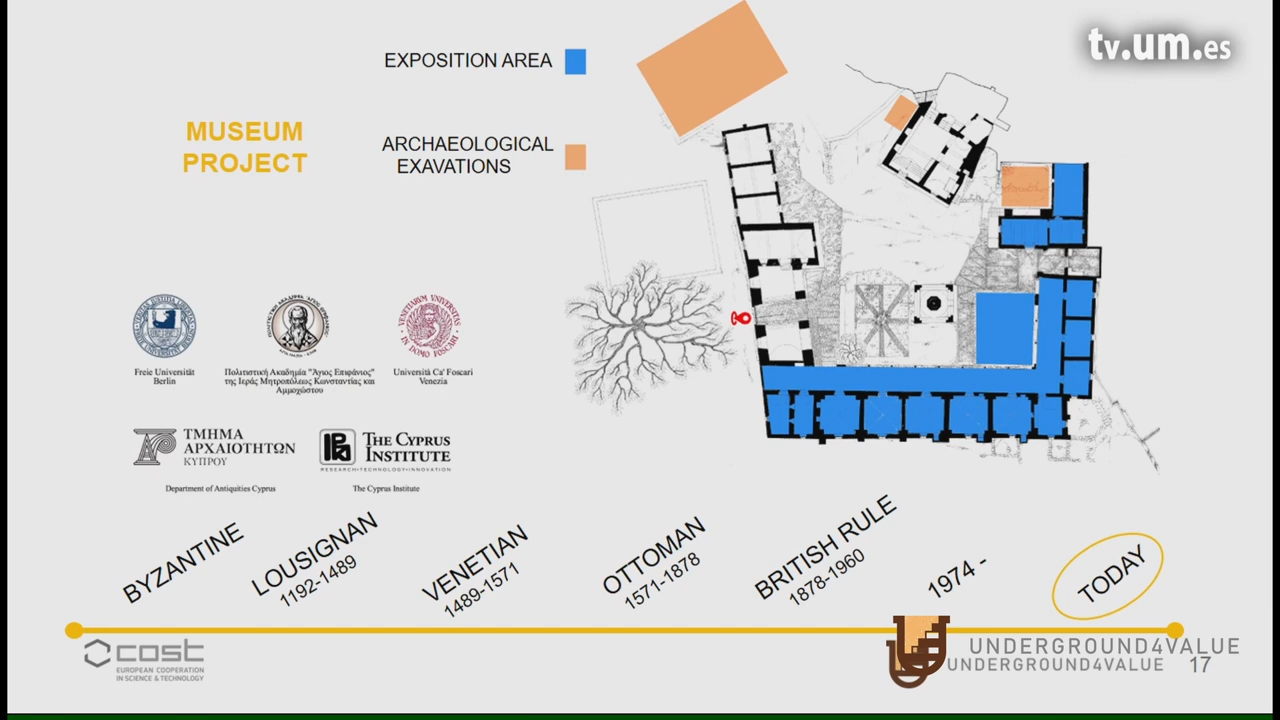 tv.um.es
EXPOSITION AREA
MUSEUM
PROJECT
ARCHAEOLOGICAL
EXAVATIONS
Freie Universität
Berlin
Πολιτιστική Ακαδημία "Άγιος Επιφάνιος"
της Ιεράς Μητροπόλεως Κωνσταντίας και
Αμμοχώστου
Università Ca' Foscari
Venezia
ΤΜΗΜΑ
ΑΡΧΑΙΟΤΗΤΩΝ
ΚΥΠΡΟΥ
Department of Antiquities Cyprus
THE CYPRUS
INSTITUTE
RESEARCH•TECHNOLOGY•INNOVATION
The Cyprus Institute
BYZANTINE
LOUSIGNAN
1192-1489
VENETIAN
1489-1571
OTTOMAN
1571-1878
BRITISH RULE
1878-1960
1974 -
TODAY
cost
EUROPEAN COOPERATION
IN SCIENCE & TECHNOLOGY
UNDERGROUND4VALUE
UNDERGROUND4VALUE
17